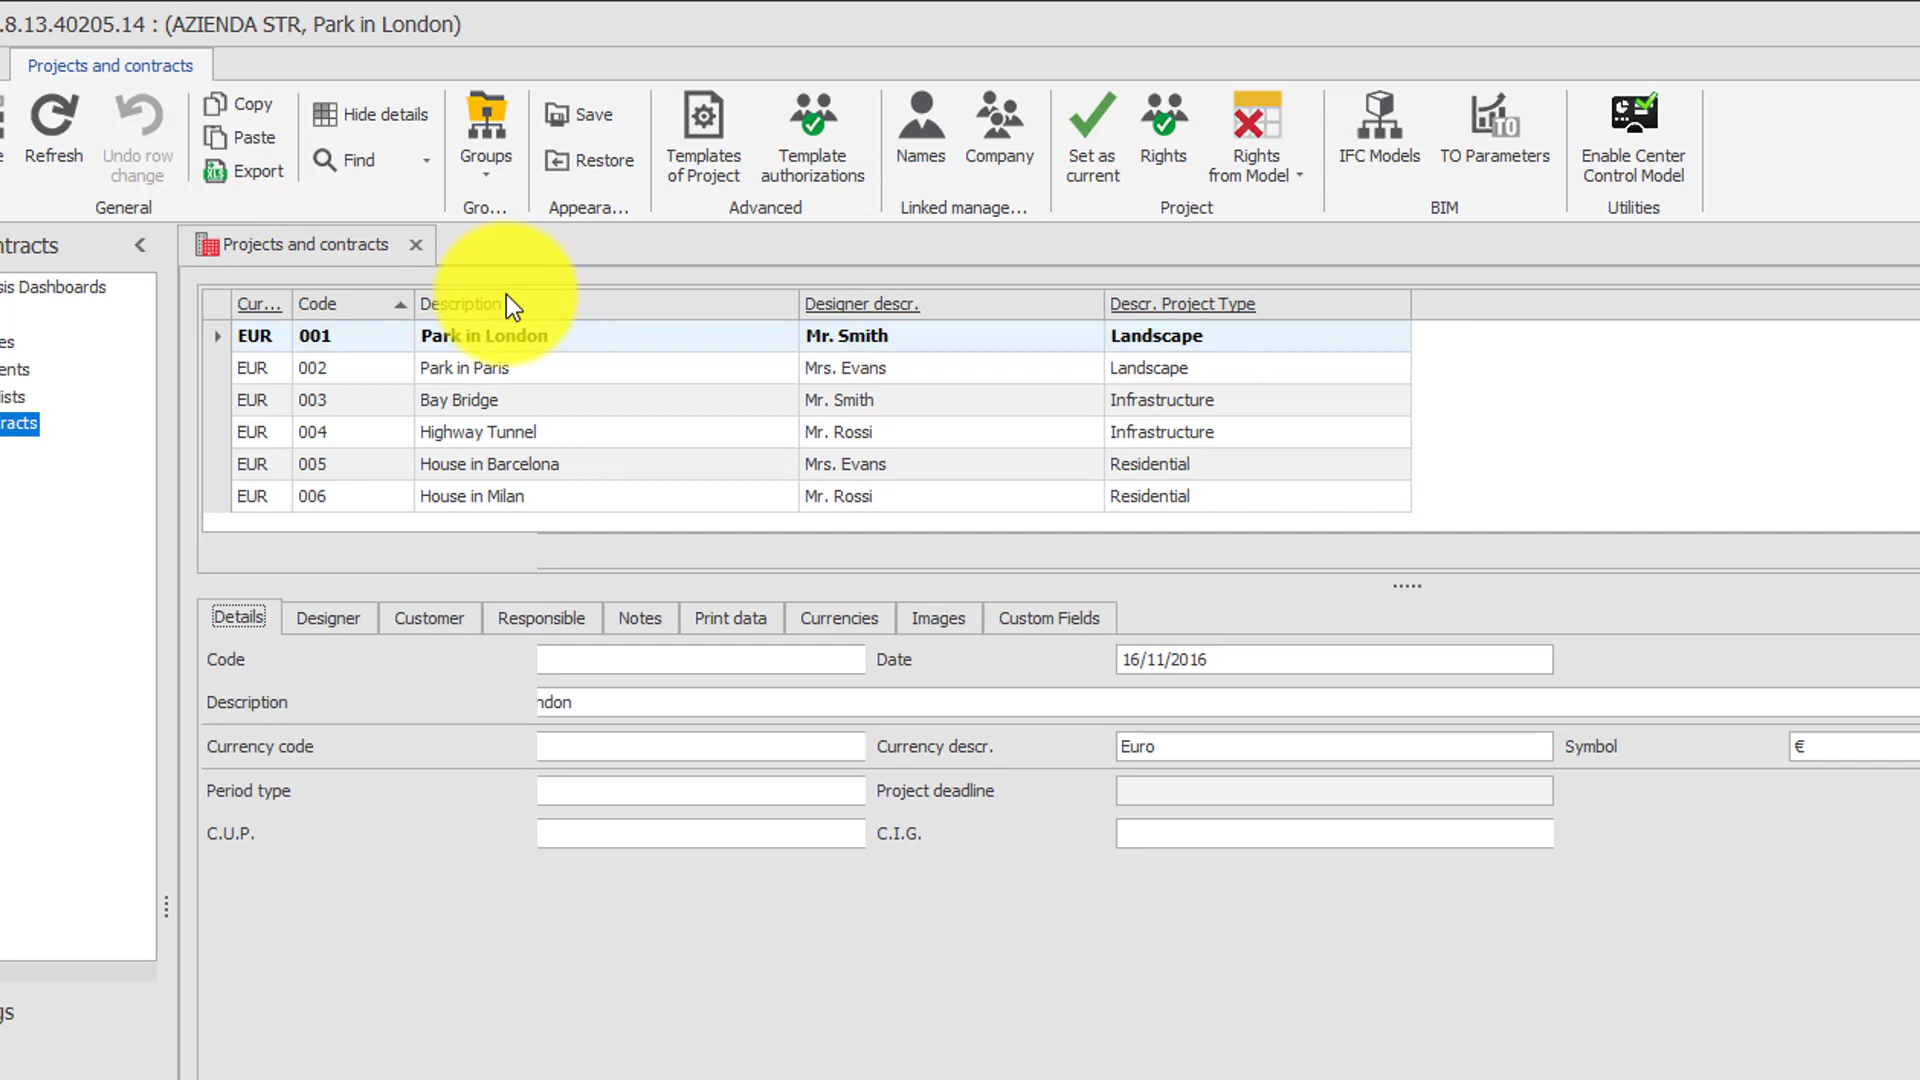 .8.13.40205.14 : (AZIENDA STR, Park in London)
Projects and contracts
Refresh
Undo row change
Copy
Paste
Export
General
Hide details
Find
Groups
Gro...
Save
Restore
Appeara...
Templates of Project
Template authorizations
Advanced
Names
Company
Linked manage...
Set as current
Rights
Rights from Model
Project
IFC Models
TO Parameters
BIM
Enable Center Control Model
Utilities
ntracts
sis Dashboards
es
ents
lists
racts
gs
Projects and contracts
Cur... Code Description Designer descr. Descr. Project Type
EUR 001 Park in London Mr. Smith Landscape
EUR 002 Park in Paris Mrs. Evans Landscape
EUR 003 Bay Bridge Mr. Smith Infrastructure
EUR 004 Highway Tunnel Mr. Rossi Infrastructure
EUR 005 House in Barcelona Mrs. Evans Residential
EUR 006 House in Milan Mr. Rossi Residential
Details Designer Customer Responsible Notes Print data Currencies Images Custom Fields
Code Date 16/11/2016
Description ndon
Currency code Currency descr. Euro Symbol €
Period type Project deadline
C.U.P. C.I.G.